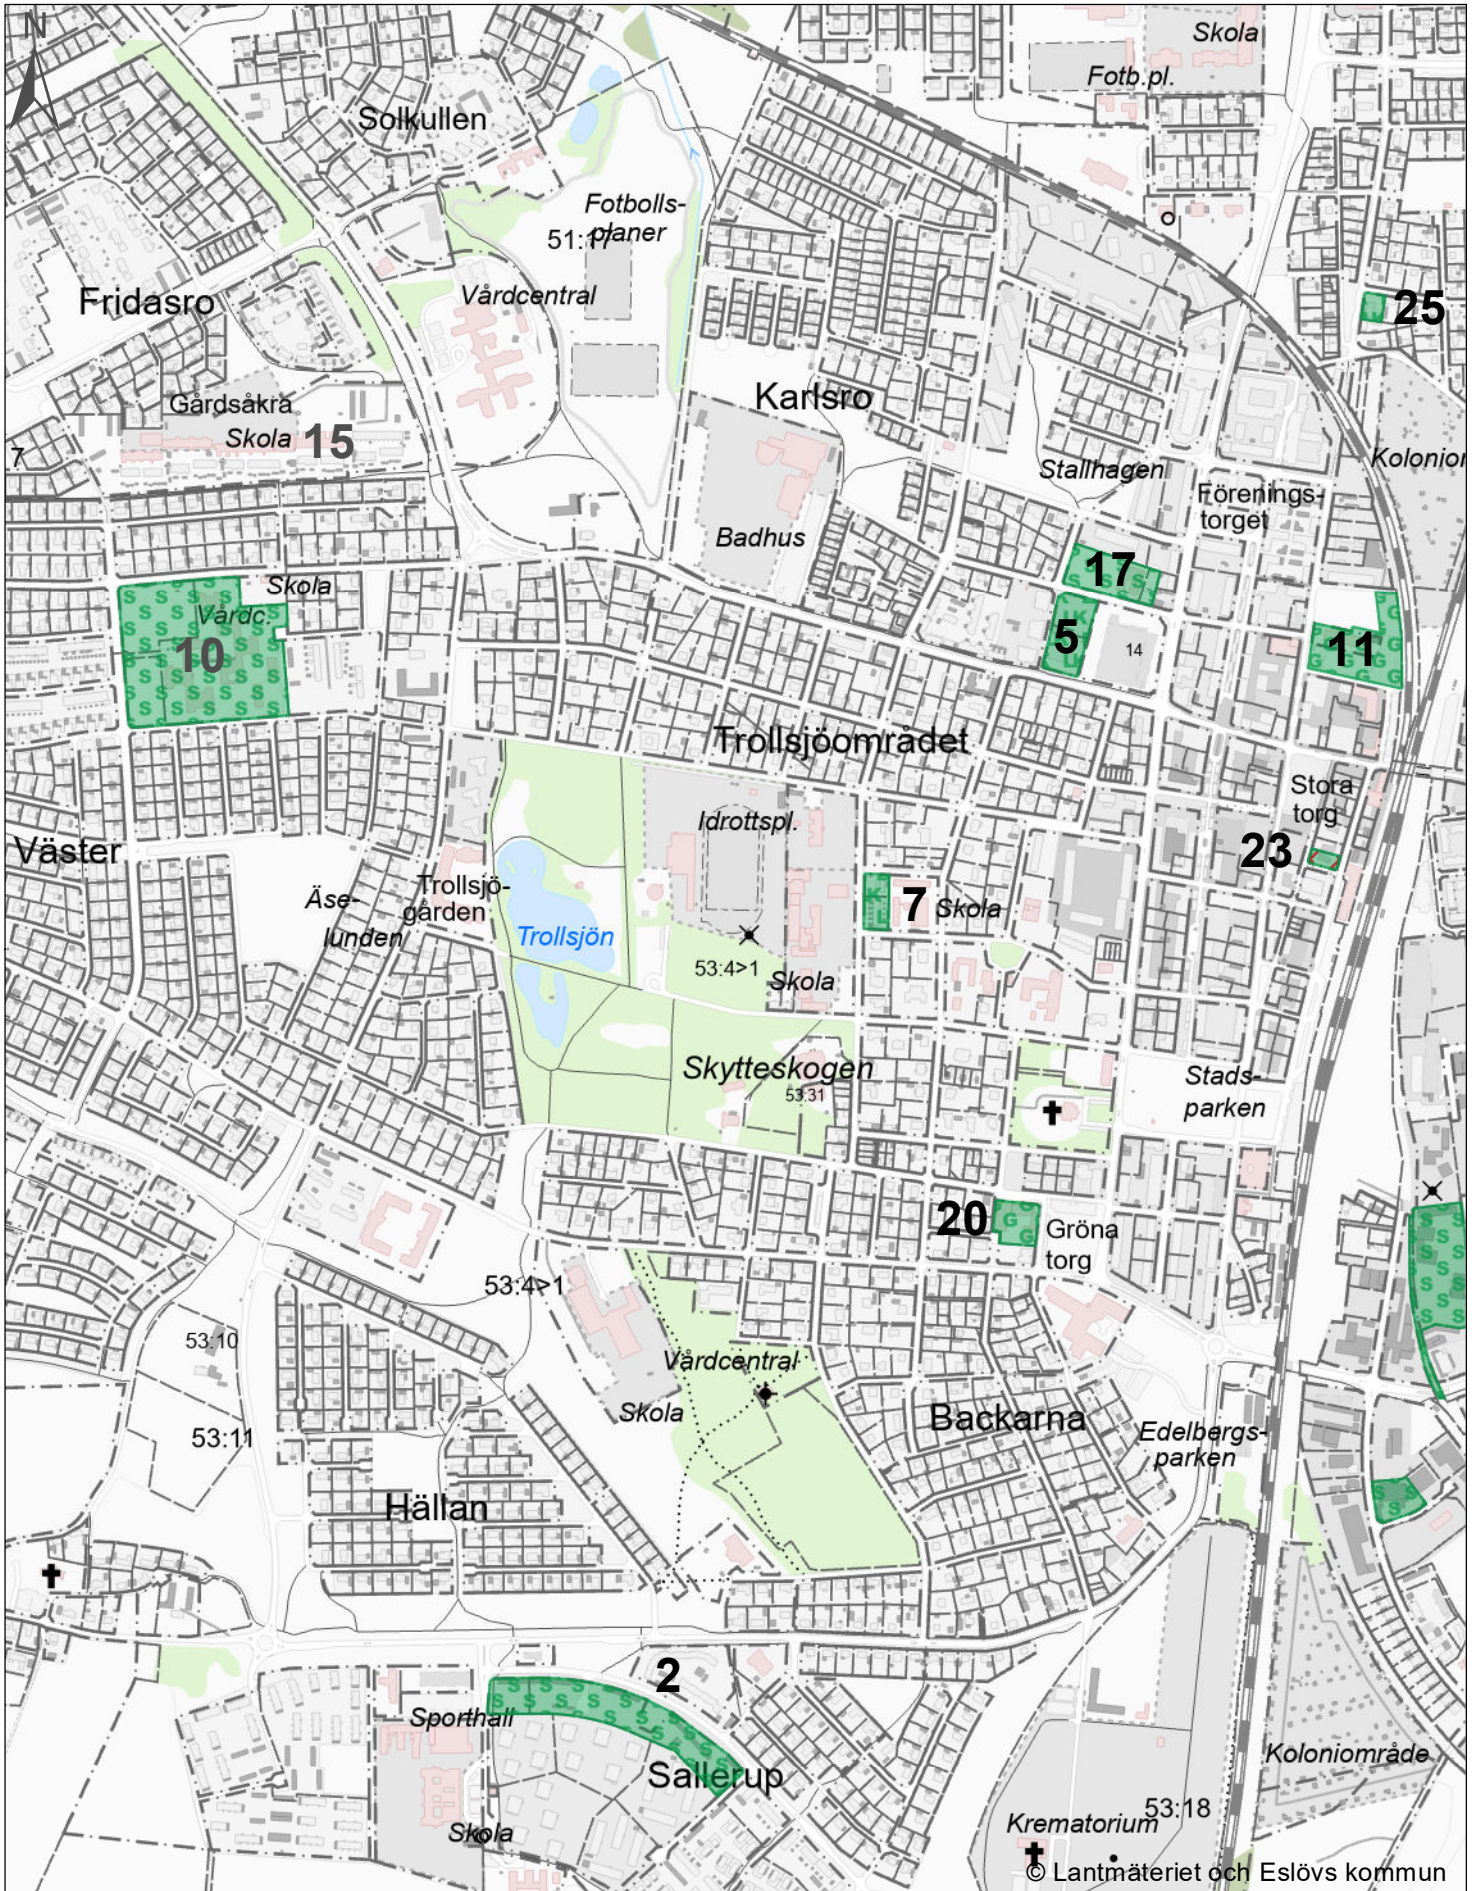 N
Skola
Fotb.pl.
Solkullen
Fotbolls-
planer
51:17
Vårdcentral
Fridasro
25
Karlsro
Gårdsåkra
Skola
15
7
Stallhagen
Förenings-
torget
Badhus
17
Skola
Vårdc.
10
5
14
11
Trollsjöområdet
Stora
torg
Idrottspl.
Väster
23
Äse-
lunden
Trollsjö-
gården
Trollsjön
7
Skola
53:4>1
Skola
Skytteskogen
53:31
Stads-
parken
20
Gröna
torg
53:4>1
53:10
Vårdcentral
Skola
Backarna
53:11
Edelbergs-
parken
Hällan
2
Sporthall
Sallerup
Koloniområde
53:18
Krematorium
Skola
© Lantmäteriet och Eslövs kommun